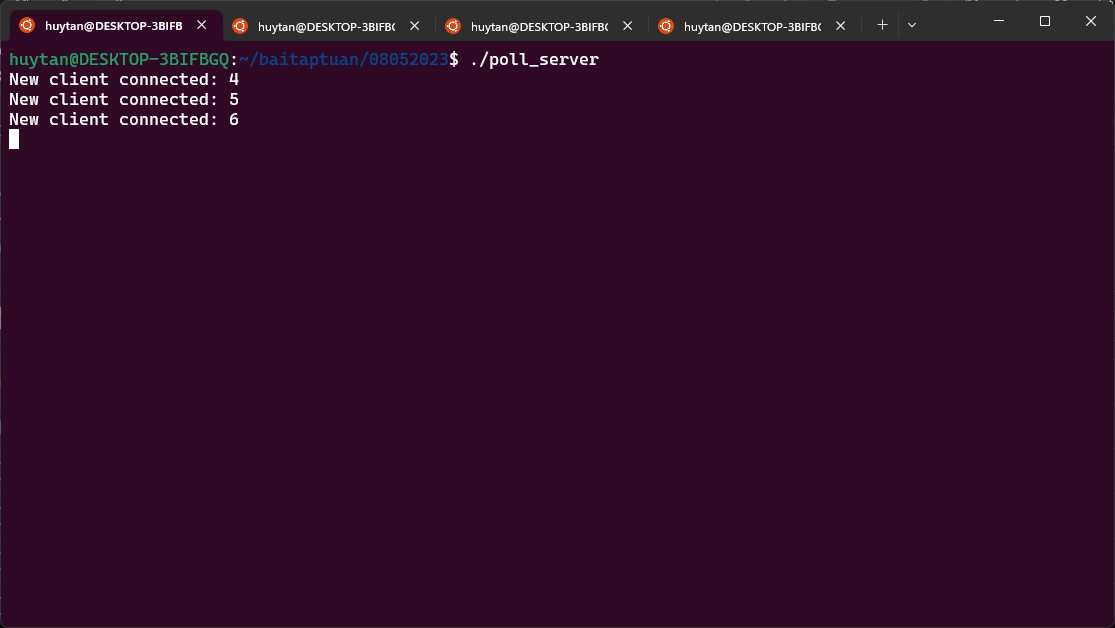 huytan@DESKTOP-3BIFB
huytan@DESKTOP-3BIFB
huytan@DESKTOP-3BIFB
huytan@DESKTOP-3BIFB
huytan@DESKTOP-3BIFBGQ:~/baitaptuan/08052023$ ./poll_server
New client connected: 4
New client connected: 5
New client connected: 6